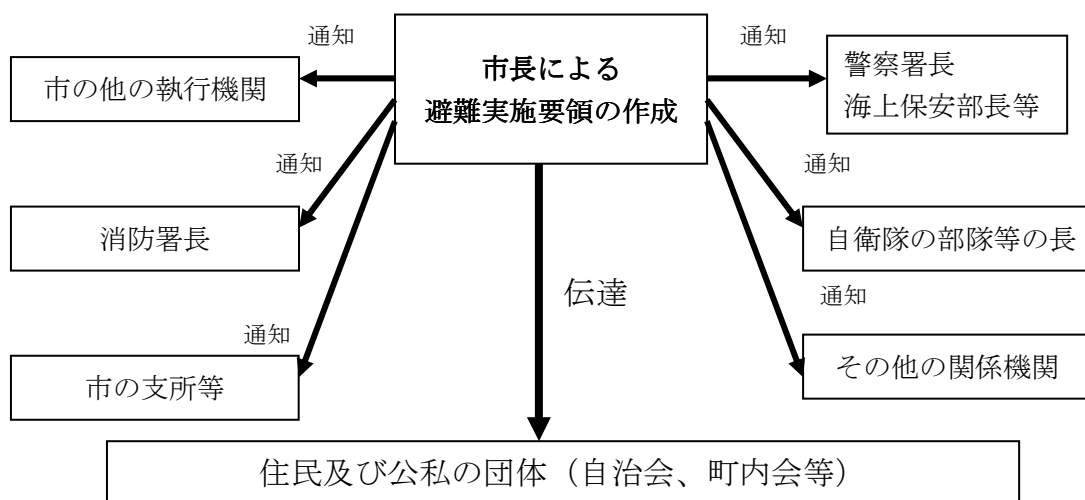 通知
市長による
避難実施要領の作成
通知
市の他の執行機関
警察署長
海上保安部長等
通知
通知
消防署長
自衛隊の部隊等の長
伝達
通知
通知
市の支所等
その他の関係機関
住民及び公私の団体（自治会、町内会等）